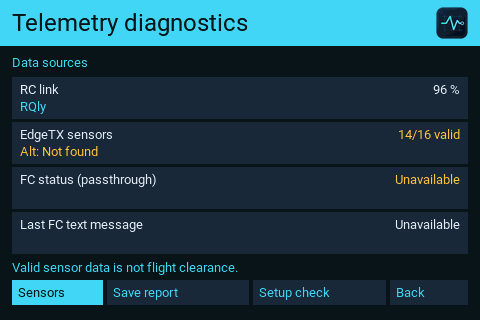 Telemetry diagnostics
Data sources
RC link 96 %
RQly
EdgeTX sensors 14/16 valid
Alt: Not found
FC status (passthrough) Unavailable
Last FC text message Unavailable
Valid sensor data is not flight clearance.
Sensors Save report Setup check Back